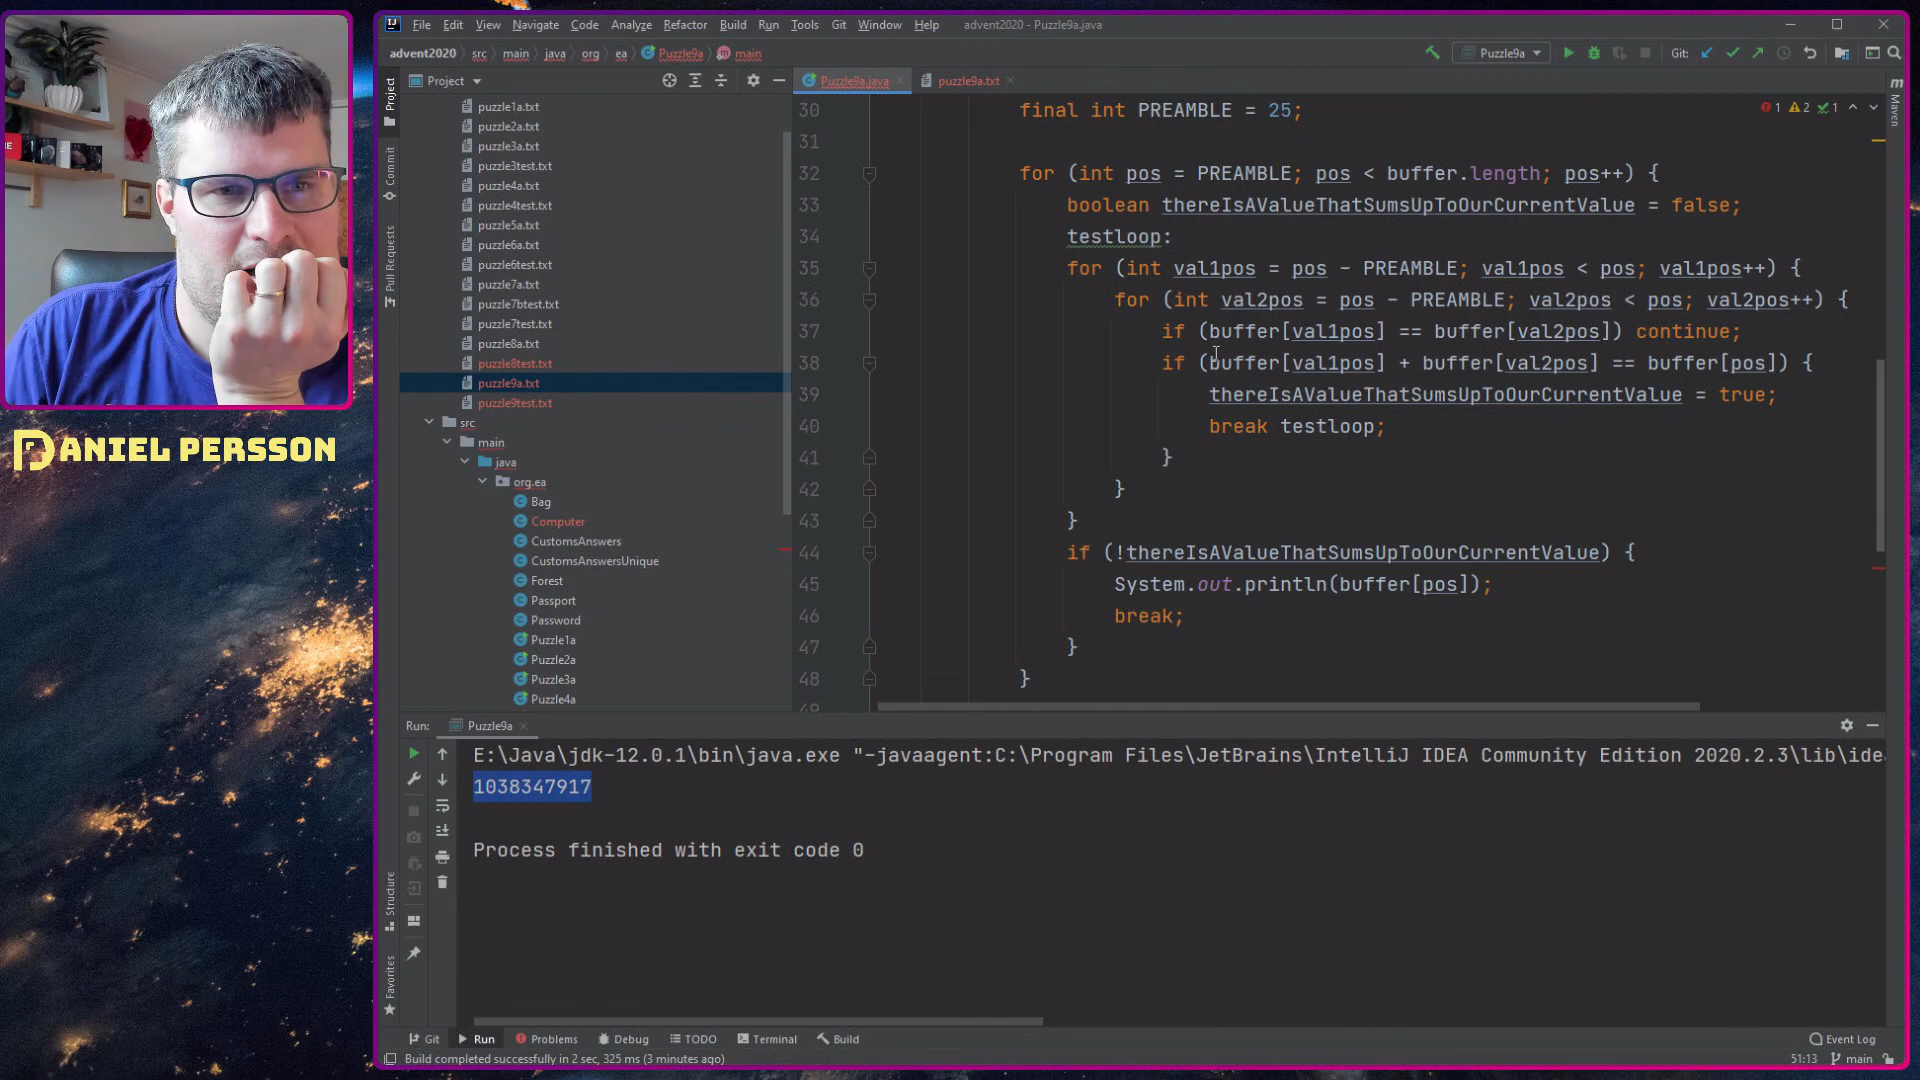 File Edit View Navigate Code Analyze Refactor Build Run Tools Git Window Help advent2020 - Puzzle9a.java
advent2020 src main java org ea Puzzle9a main
Puzzle9a
Git:
Project
Puzzle9a.java
puzzle9a.txt
Project
Commit
Pull Requests
Structure
Favorites
Maven
puzzle1a.txt
puzzle2a.txt
puzzle3a.txt
puzzle3test.txt
puzzle4a.txt
puzzle4test.txt
puzzle5a.txt
puzzle6a.txt
puzzle6test.txt
puzzle7a.txt
puzzle7btest.txt
puzzle7test.txt
puzzle8a.txt
puzzle8test.txt
puzzle9a.txt
puzzle9test.txt
src
main
java
org.ea
Bag
Computer
CustomsAnswers
CustomsAnswersUnique
Forest
Passport
Password
Puzzle1a
Puzzle2a
Puzzle3a
Puzzle4a
1 2 1
30 final int PREAMBLE = 25;
31
32 for (int pos = PREAMBLE; pos < buffer.length; pos++) {
33 boolean thereIsAValueThatSumsUpToOurCurrentValue = false;
34 testloop:
35 for (int val1pos = pos - PREAMBLE; val1pos < pos; val1pos++) {
36 for (int val2pos = pos - PREAMBLE; val2pos < pos; val2pos++) {
37 if (buffer[val1pos] == buffer[val2pos]) continue;
38 if (buffer[val1pos] + buffer[val2pos] == buffer[pos]) {
39 thereIsAValueThatSumsUpToOurCurrentValue = true;
40 break testloop;
41 }
42 }
43 }
44 if (!thereIsAValueThatSumsUpToOurCurrentValue) {
45 System.out.println(buffer[pos]);
46 break;
47 }
48 }
DANIEL PERSSON
Run: Puzzle9a
E:\Java\jdk-12.0.1\bin\java.exe "-javaagent:C:\Program Files\JetBrains\IntelliJ IDEA Community Edition 2020.2.3\lib\ide
1038347917
Process finished with exit code 0
Git Run Problems Debug TODO Terminal Build Event Log
Build completed successfully in 2 sec, 325 ms (3 minutes ago) 51:13 main